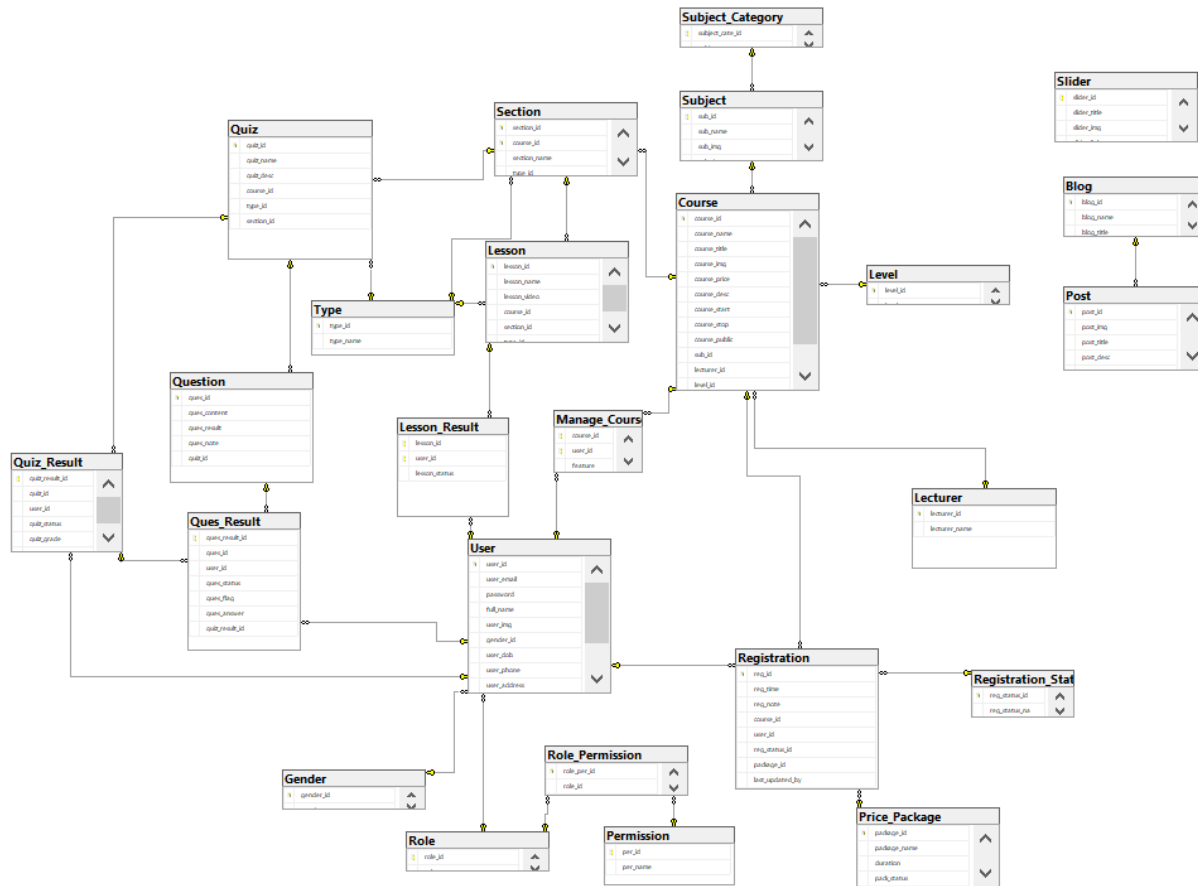 Subject_Category
subject_cate_id
Slider
slider_id
slider_title
slider_img
Subject
sub_id
sub_name
sub_img
Section
section_id
course_id
section_name
type_id
Quiz
quiz_id
quiz_name
quiz_desc
course_id
type_id
section_id
Blog
blog_id
blog_name
blog_title
Course
course_id
course_name
course_title
course_img
course_price
course_desc
course_start
course_stop
course_public
sub_id
lecturer_id
level_id
Lesson
lesson_id
lesson_name
lesson_video
course_id
section_id
type_id
Level
level_id
Post
post_id
post_img
post_title
post_desc
Type
type_id
type_name
Question
ques_id
ques_content
ques_result
ques_note
quiz_id
Lesson_Result
lesson_id
user_id
lesson_status
Manage_Cours
course_id
user_id
feature
Quiz_Result
quiz_result_id
quiz_id
user_id
quiz_status
quiz_grade
Lecturer
lecturer_id
lecturer_name
Ques_Result
ques_result_id
ques_id
user_id
ques_status
ques_flag
ques_answer
quiz_result_id
User
user_id
user_email
password
full_name
user_img
gender_id
user_dob
user_phone
user_address
Registration
reg_id
reg_time
reg_note
course_id
user_id
reg_status_id
package_id
last_updated_by
Registration_Stat
reg_status_id
reg_status_na
Role_Permission
role_per_id
role_id
Gender
gender_id
Price_Package
package_id
package_name
duration
pack_status
Role
role_id
Permission
per_id
per_name